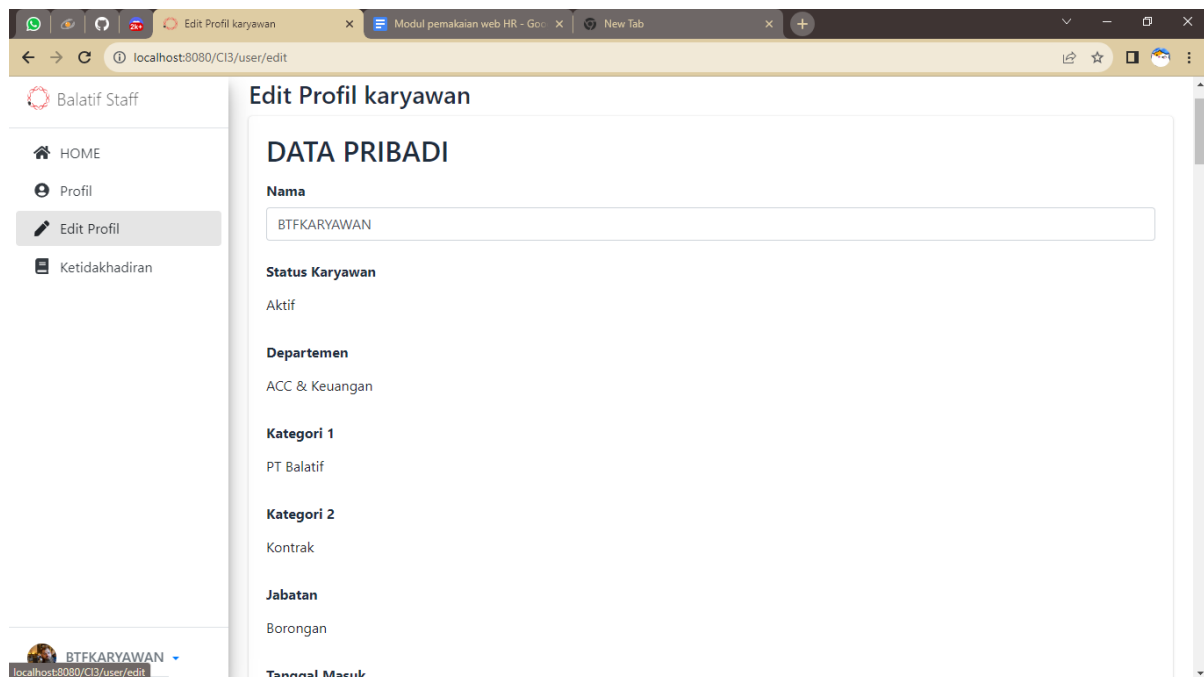 Edit Profil karyawan
Modul pemakaian web HR - Goo
New Tab
localhost:8080/CI3/user/edit
Balatif Staff
HOME
Profil
Edit Profil
Ketidakhadiran
Edit Profil karyawan
DATA PRIBADI
Nama
BTFKARYAWAN
Status Karyawan
Aktif
Departemen
ACC & Keuangan
Kategori 1
PT Balatif
Kategori 2
Kontrak
Jabatan
Borongan
Tanggal Masuk
BTFKARYAWAN
localhost:8080/CI3/user/edit